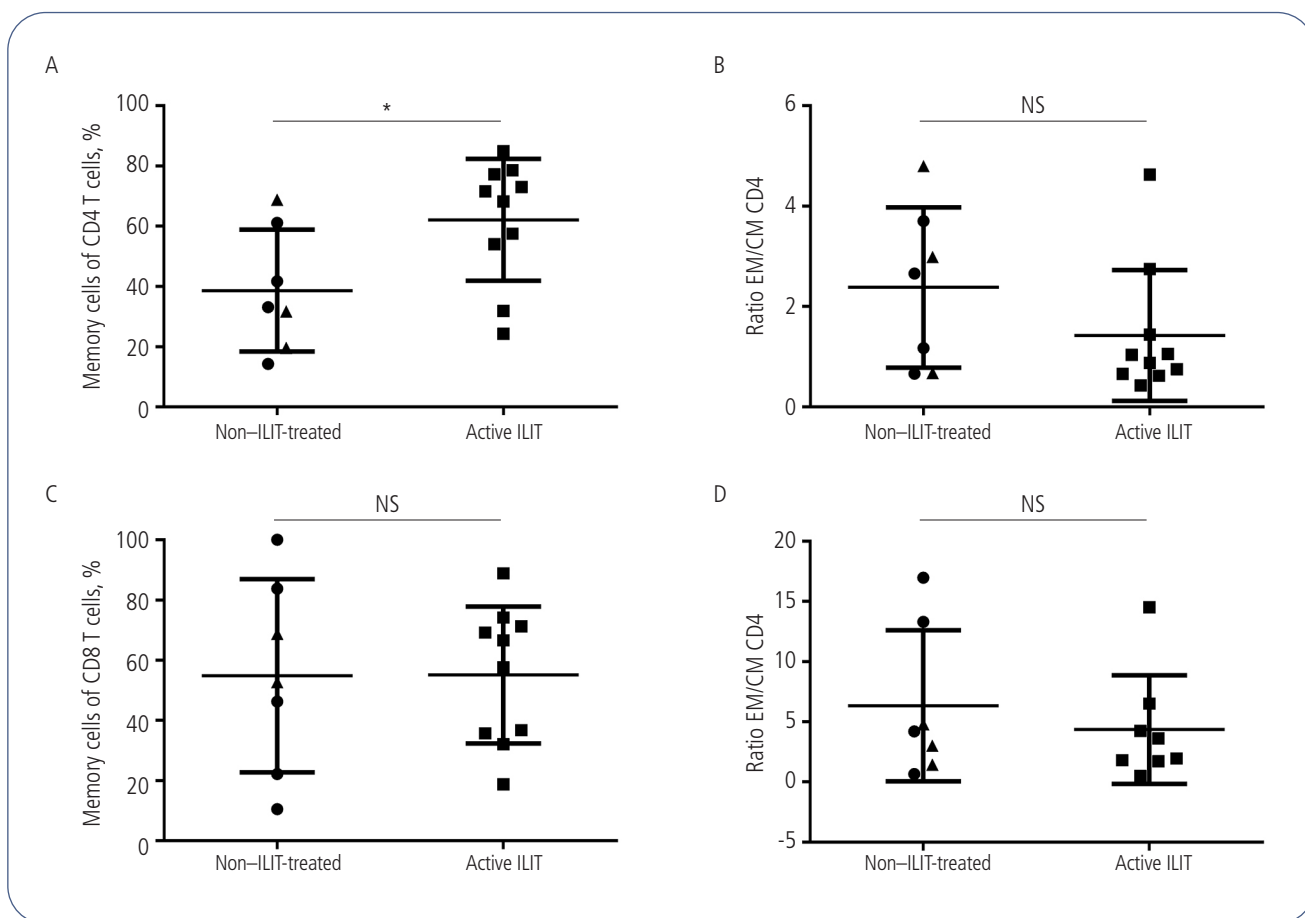 A
Memory cells of CD4 T cells, %
100
80
60
40
20
0
*
Non–ILIT-treated
Active ILIT
B
Ratio EM/CM CD4
6
4
2
0
NS
Non–ILIT-treated
Active ILIT
C
Memory cells of CD8 T cells, %
100
80
60
40
20
0
NS
Non–ILIT-treated
Active ILIT
D
Ratio EM/CM CD4
20
15
10
5
0
-5
NS
Non–ILIT-treated
Active ILIT